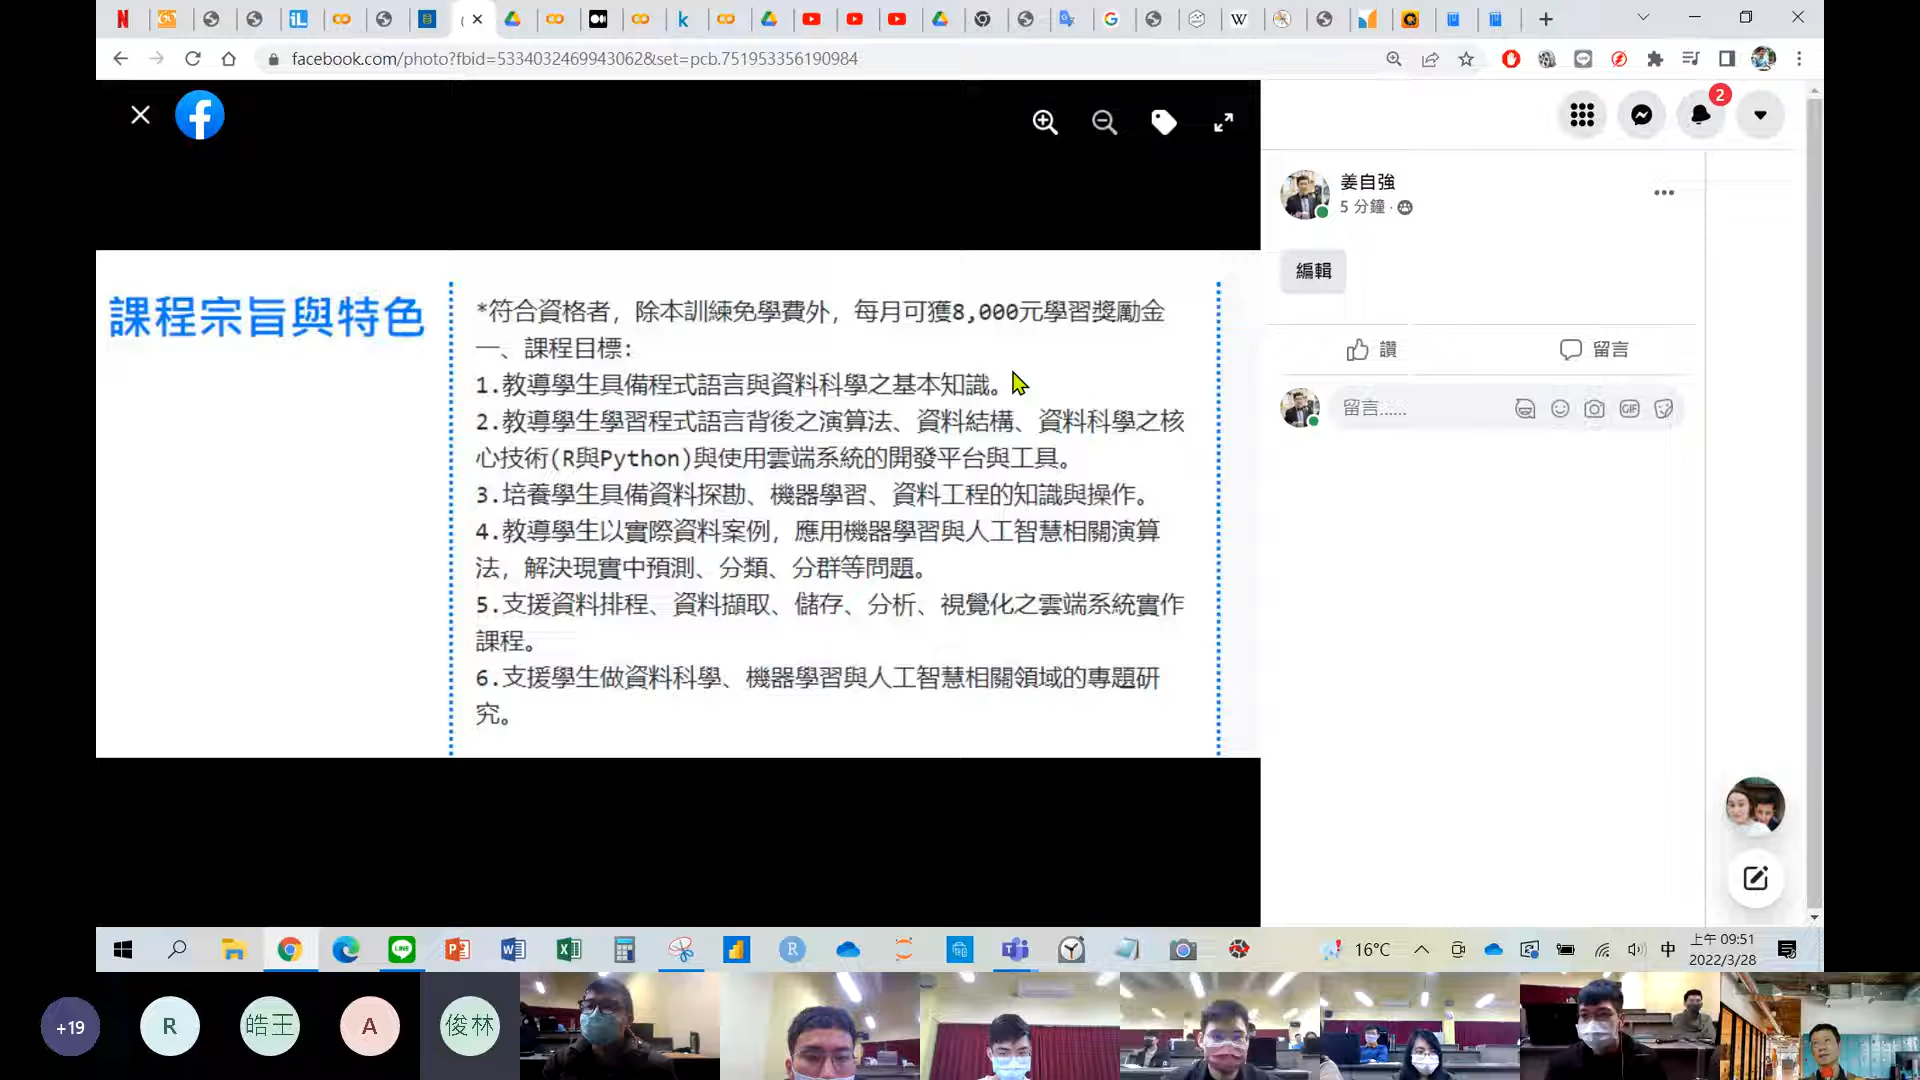 facebook.com/photo?fbid=5334032469943062&set=pcb.751953356190984
2
姜自強
5 分鐘 ·
編輯
讚
留言
留言......
課程宗旨與特色
*符合資格者，除本訓練免學費外，每月可獲8,000元學習獎勵金
一、課程目標:
1.教導學生具備程式語言與資料科學之基本知識。
2.教導學生學習程式語言背後之演算法、資料結構、資料科學之核
心技術(R與Python)與使用雲端系統的開發平台與工具。
3.培養學生具備資料探勘、機器學習、資料工程的知識與操作。
4.教導學生以實際資料案例，應用機器學習與人工智慧相關演算
法，解決現實中預測、分類、分群等問題。
5.支援資料排程、資料擷取、儲存、分析、視覺化之雲端系統實作
課程。
6.支援學生做資料科學、機器學習與人工智慧相關領域的專題研
究。
16°C
中
上午 09:51
2022/3/28
+19
R
皓王
A
俊林